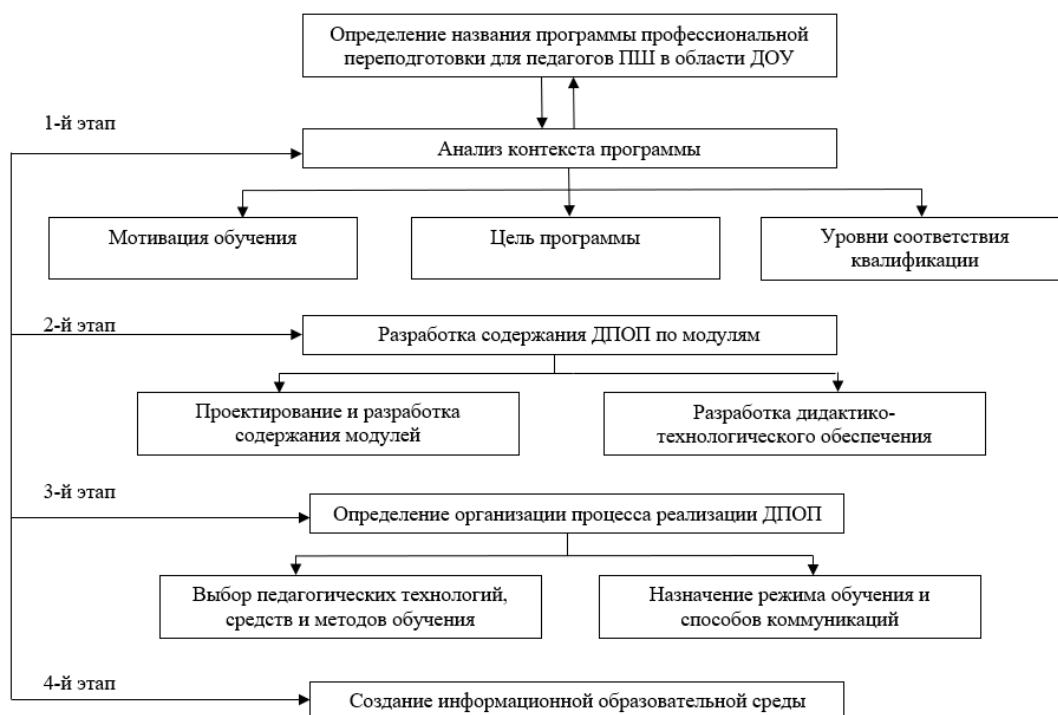 Определение названия программы профессиональной
переподготовки для педагогов ПШ в области ДОУ
1-й этап
Анализ контекста программы
Мотивация обучения
Цель программы
Уровни соответствия
квалификации
2-й этап
Разработка содержания ДПОП по модулям
Проектирование и разработка
содержания модулей
Разработка дидактико-
технологического обеспечения
3-й этап
Определение организации процесса реализации ДПОП
Выбор педагогических технологий,
средств и методов обучения
Назначение режима обучения и
способов коммуникаций
4-й этап
Создание информационной образовательной среды